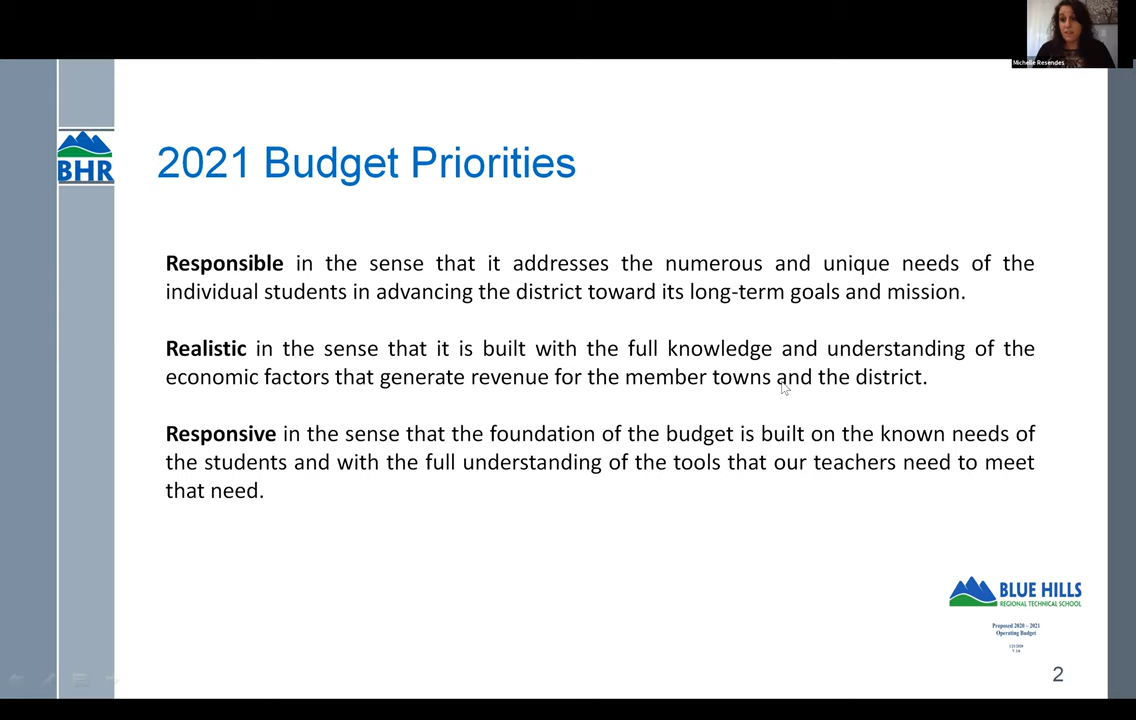 Michelle Resendes
BHR
2021 Budget Priorities
Responsible in the sense that it addresses the numerous and unique needs of the
individual students in advancing the district toward its long-term goals and mission.
Realistic in the sense that it is built with the full knowledge and understanding of the
economic factors that generate revenue for the member towns and the district.
Responsive in the sense that the foundation of the budget is built on the known needs of
the students and with the full understanding of the tools that our teachers need to meet
that need.
BLUE HILLS
REGIONAL TECHNICAL SCHOOL
Proposed 2020 – 2021
Operating Budget
2